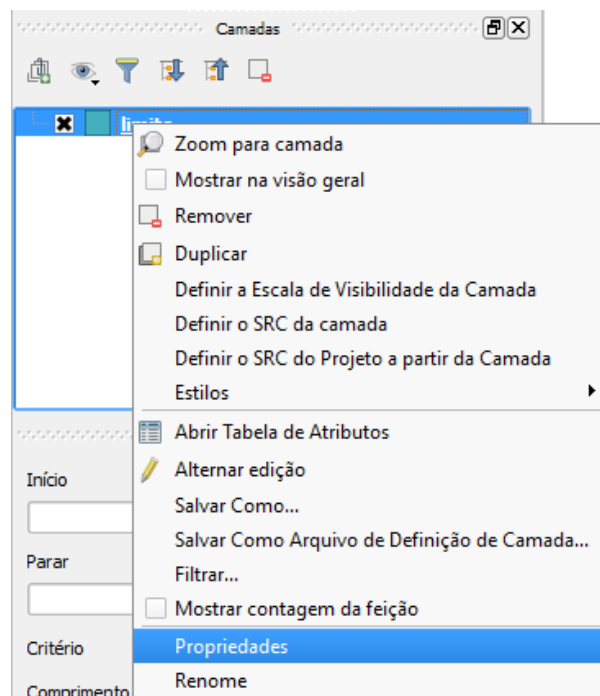 Camadas
Zoom para camada
Mostrar na visão geral
Remover
Duplicar
Definir a Escala de Visibilidade da Camada
Definir o SRC da camada
Definir o SRC do Projeto a partir da Camada
Estilos
Abrir Tabela de Atributos
Alternar edição
Salvar Como...
Salvar Como Arquivo de Definição de Camada...
Filtrar...
Mostrar contagem da feição
Propriedades
Renome
Início
Parar
Critério
Comprimento